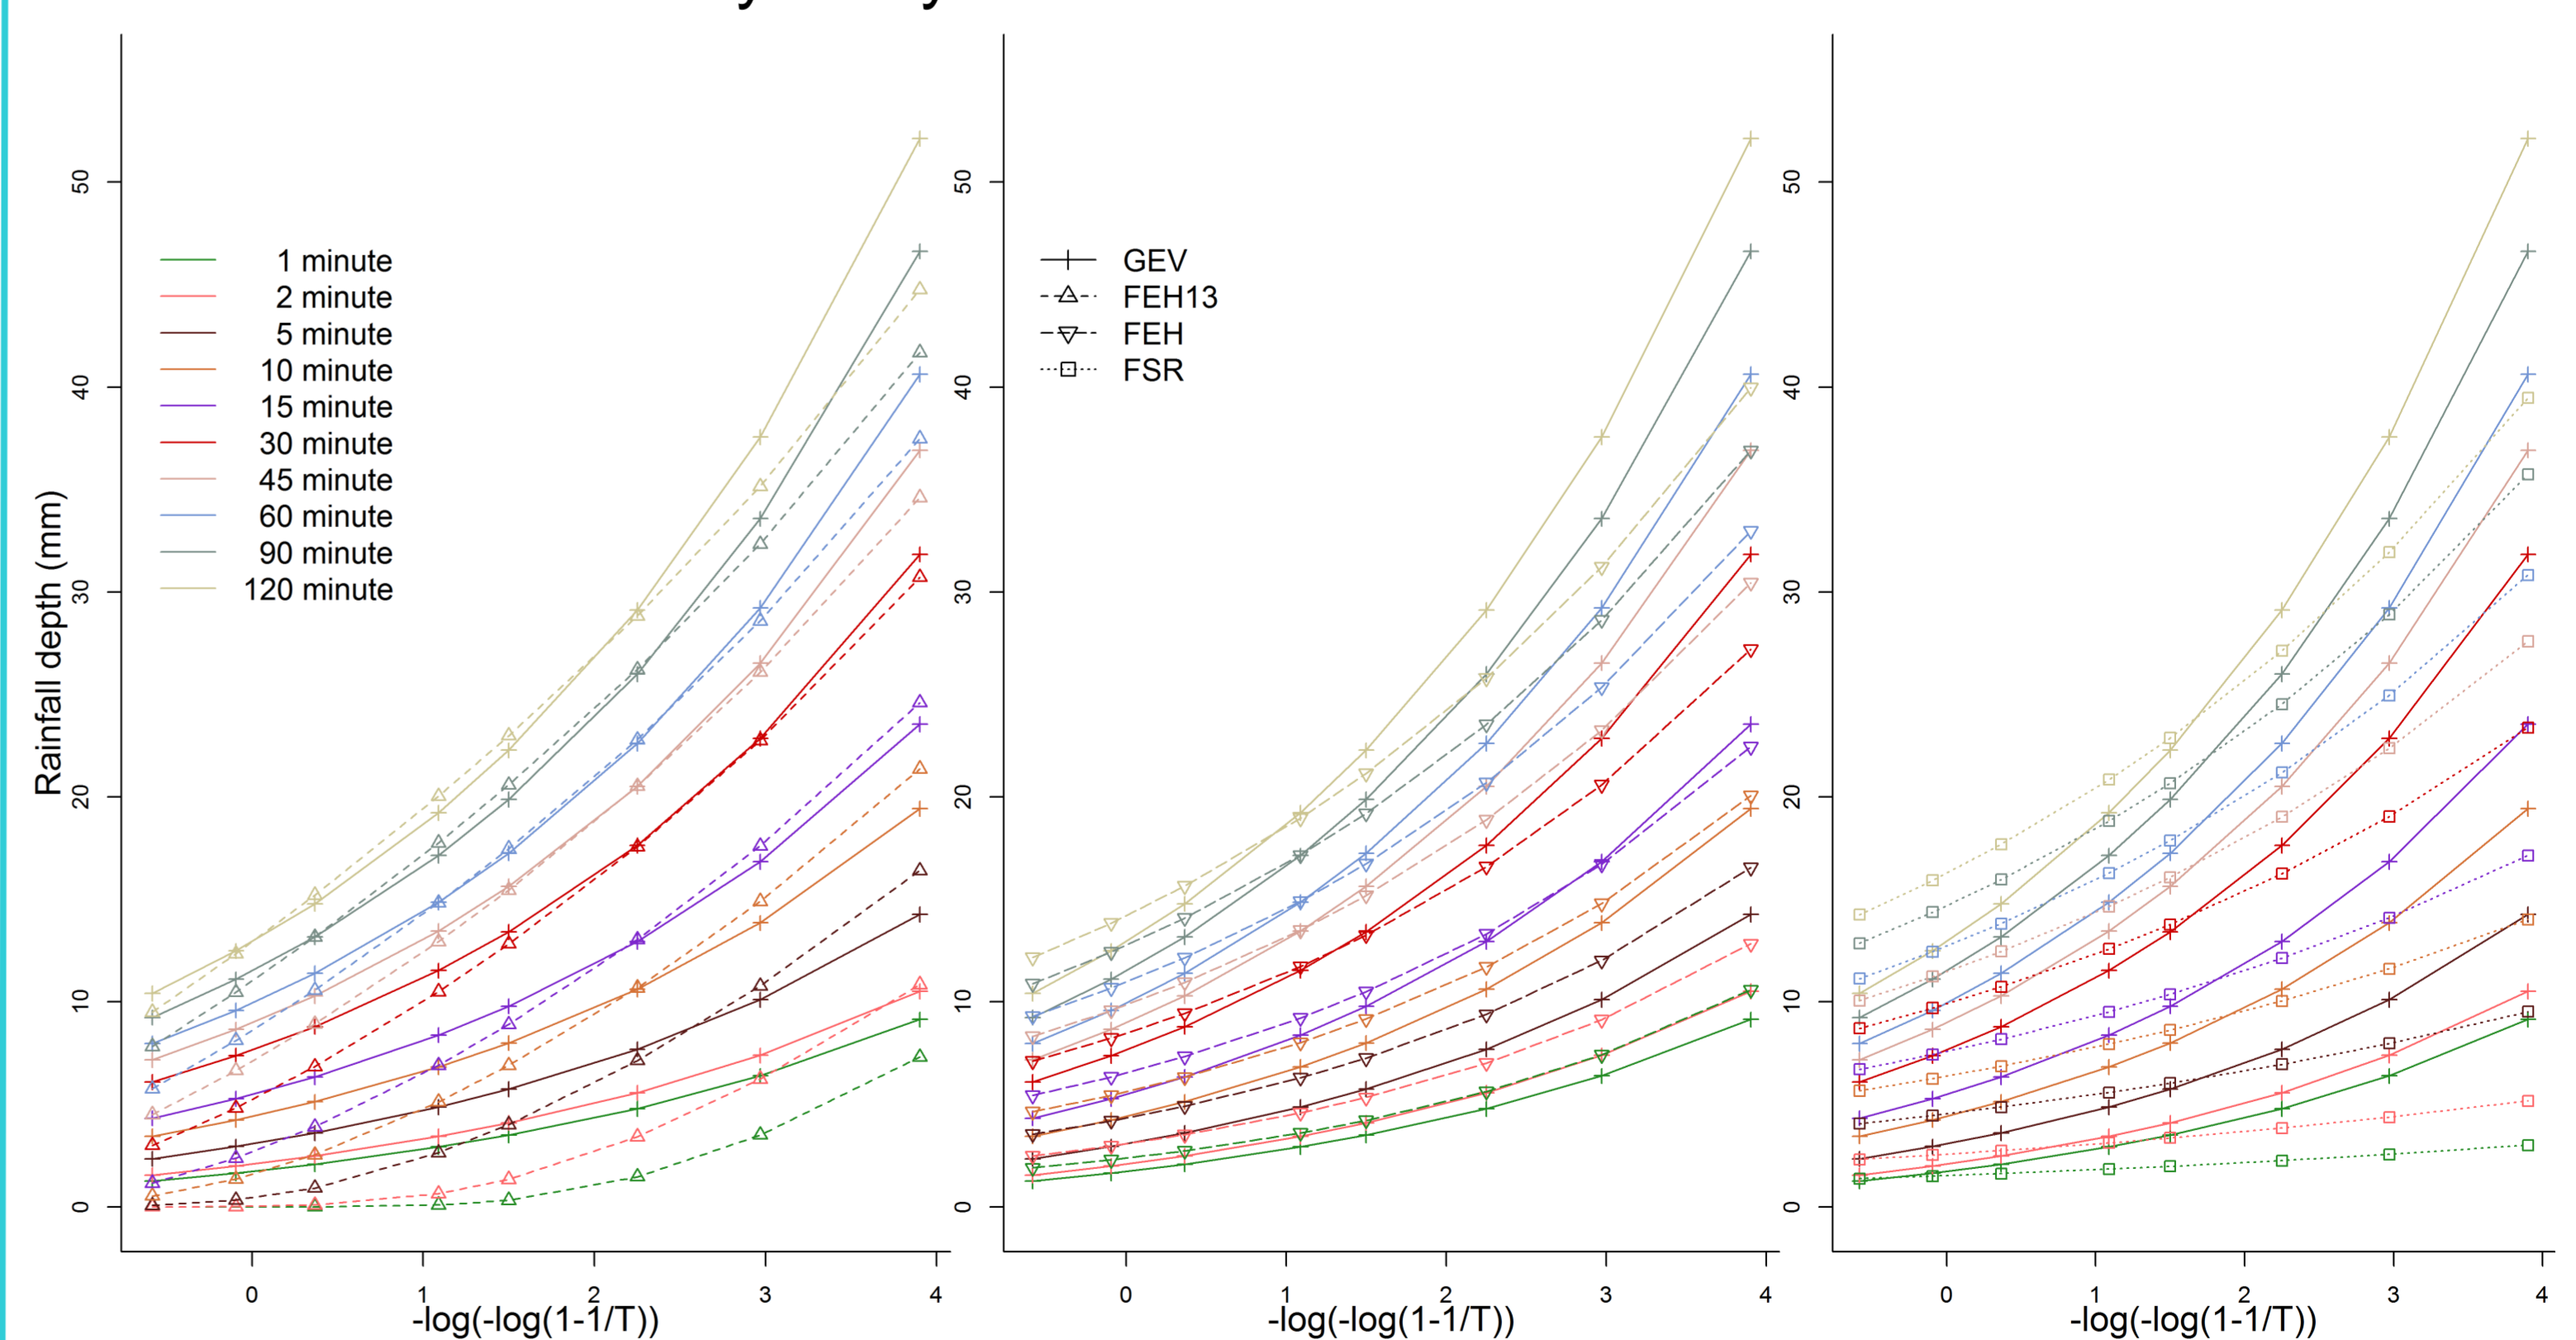 50
40
30
20
10
0
Rainfall depth (mm)
1 minute
2 minute
5 minute
10 minute
15 minute
30 minute
45 minute
60 minute
90 minute
120 minute
0 1 2 3 4
-log(-log(1-1/T))
50
40
30
20
10
0
GEV
FEH13
FEH
FSR
0 1 2 3 4
-log(-log(1-1/T))
50
40
30
20
10
0
0 1 2 3 4
-log(-log(1-1/T))